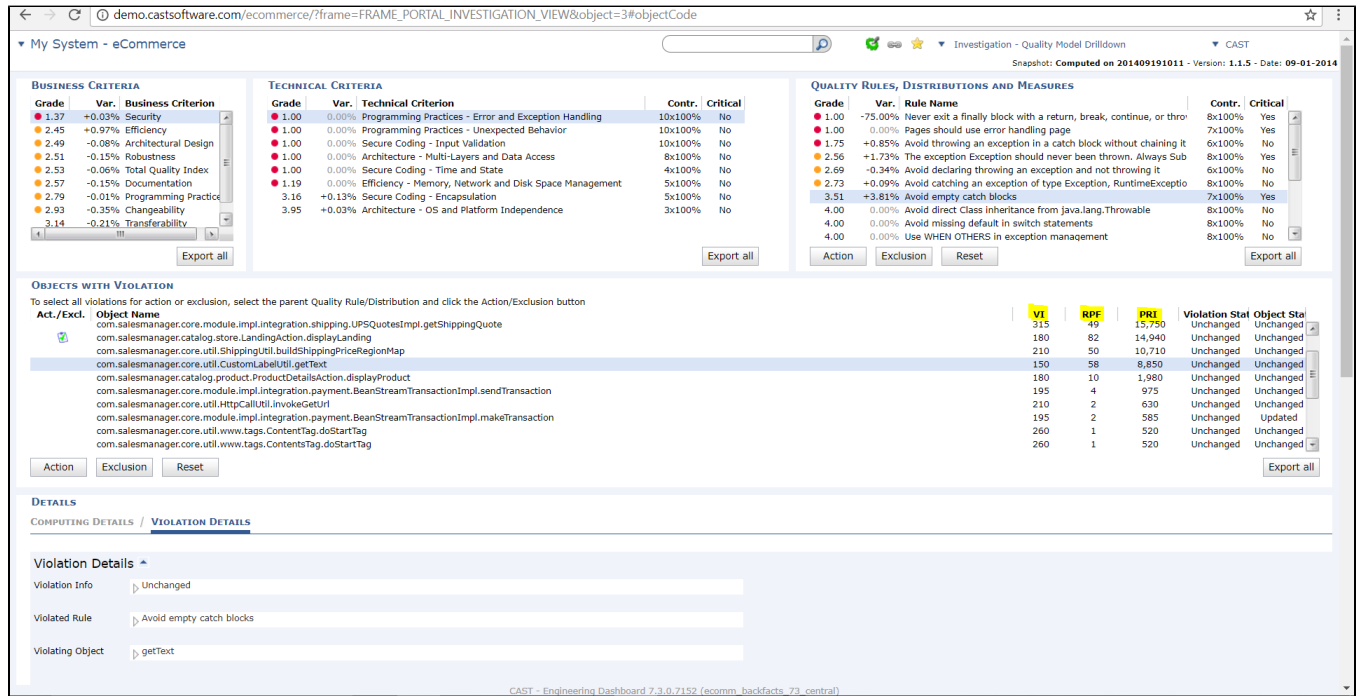 demo.castsoftware.com/ecommerce/?frame=FRAME_PORTAL_INVESTIGATION_VIEW&object=3#objectCode
My System - eCommerce
Investigation - Quality Model Drilldown
CAST
Snapshot: Computed on 201409191011 - Version: 1.1.5 - Date: 09-01-2014
BUSINESS CRITERIA
Grade Var. Business Criterion
1.37 +0.03% Security
2.45 +0.97% Efficiency
2.49 -0.08% Architectural Design
2.51 -0.15% Robustness
2.53 -0.06% Total Quality Index
2.57 -0.15% Documentation
2.79 -0.01% Programming Practice
2.93 -0.35% Changeability
3.14 -0.21% Transferability
Export all
TECHNICAL CRITERIA
Grade Var. Technical Criterion Contr. Critical
1.00 0.00% Programming Practices - Error and Exception Handling 10x100% No
1.00 0.00% Programming Practices - Unexpected Behavior 10x100% No
1.00 0.00% Secure Coding - Input Validation 10x100% No
1.00 0.00% Architecture - Multi-Layers and Data Access 8x100% No
1.00 0.00% Secure Coding - Time and State 4x100% No
1.19 0.00% Efficiency - Memory, Network and Disk Space Management 5x100% No
3.16 +0.13% Secure Coding - Encapsulation 5x100% No
3.95 +0.03% Architecture - OS and Platform Independence 3x100% No
Export all
QUALITY RULES, DISTRIBUTIONS AND MEASURES
Grade Var. Rule Name Contr. Critical
1.00 -75.00% Never exit a finally block with a return, break, continue, or thro 8x100% Yes
1.00 0.00% Pages should use error handling page 7x100% Yes
1.75 +0.85% Avoid throwing an exception in a catch block without chaining it 6x100% No
2.56 +1.73% The exception Exception should never been thrown. Always Sub 8x100% Yes
2.69 -0.34% Avoid declaring throwing an exception and not throwing it 6x100% No
2.73 +0.09% Avoid catching an exception of type Exception, RuntimeExceptio 8x100% No
3.51 +3.81% Avoid empty catch blocks 7x100% Yes
4.00 0.00% Avoid direct Class inheritance from java.lang.Throwable 8x100% No
4.00 0.00% Avoid missing default in switch statements 8x100% No
4.00 0.00% Use WHEN OTHERS in exception management 8x100% No
Action Exclusion Reset Export all
OBJECTS WITH VIOLATION
To select all violations for action or exclusion, select the parent Quality Rule/Distribution and click the Action/Exclusion button
Act./Excl. Object Name VI RPF PRI Violation Stat Object Stat
com.salesmanager.core.module.impl.integration.shipping.UPSQuotesImpl.getShippingQuote 315 49 15,750 Unchanged Unchanged
com.salesmanager.catalog.store.LandingAction.displayLanding 180 82 14,940 Unchanged Unchanged
com.salesmanager.core.util.ShippingUtil.buildShippingPriceRegionMap 210 50 10,710 Unchanged Unchanged
com.salesmanager.core.util.CustomLabelUtil.getText 150 58 8,850 Unchanged Unchanged
com.salesmanager.catalog.product.ProductDetailsAction.displayProduct 180 10 1,980 Unchanged Unchanged
com.salesmanager.core.module.impl.integration.payment.BeanStreamTransactionImpl.sendTransaction 195 4 975 Unchanged Unchanged
com.salesmanager.core.util.HttpCallUtil.invokeGetUrl 210 2 630 Unchanged Unchanged
com.salesmanager.core.module.impl.integration.payment.BeanStreamTransactionImpl.makeTransaction 195 2 585 Unchanged Updated
com.salesmanager.core.util.www.tags.ContentTag.doStartTag 260 1 520 Unchanged Unchanged
com.salesmanager.core.util.www.tags.ContentsTag.doStartTag 260 1 520 Unchanged Unchanged
Action Exclusion Reset Export all
DETAILS
COMPUTING DETAILS / VIOLATION DETAILS
Violation Details
Violation Info Unchanged
Violated Rule Avoid empty catch blocks
Violating Object getText
CAST - Engineering Dashboard 7.3.0.7152 (ecomm_backfacts_73_central)